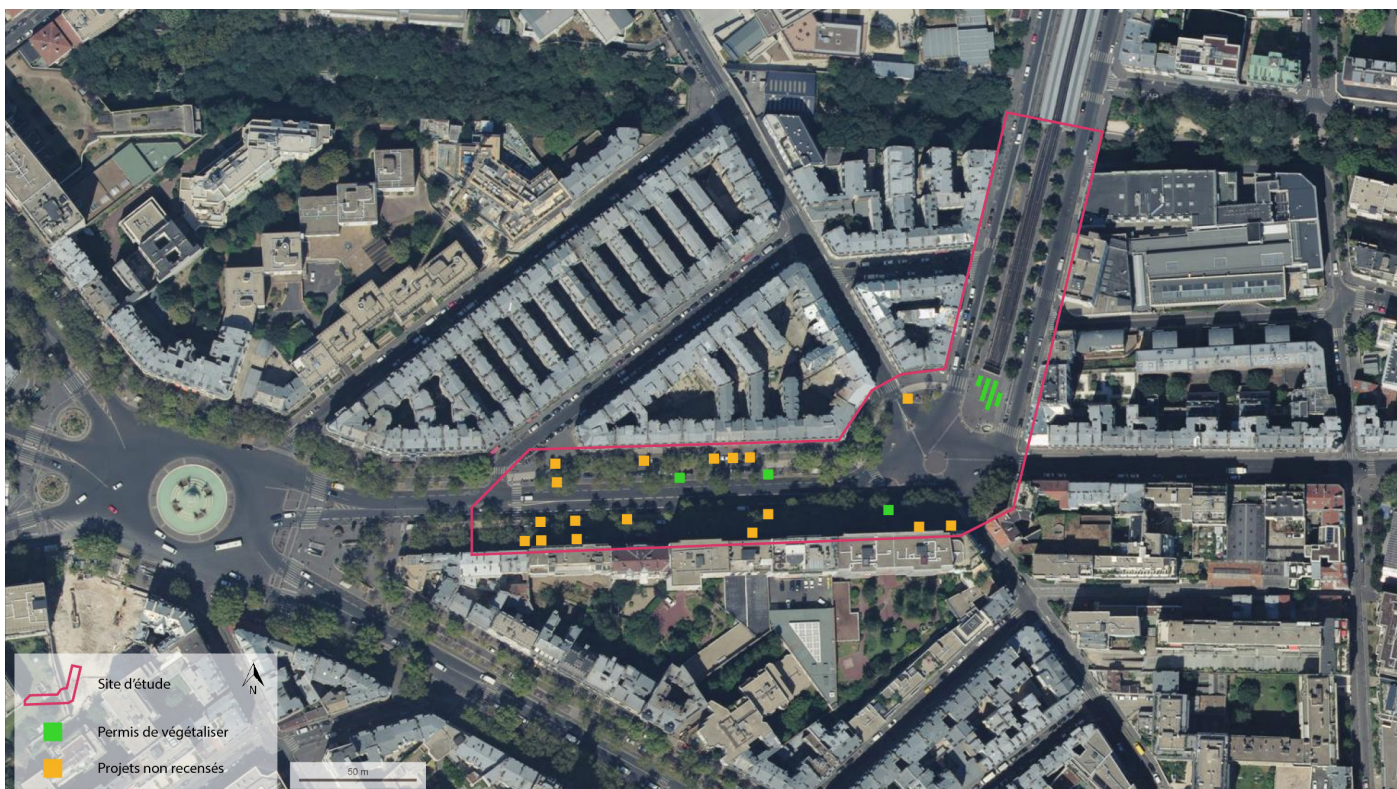 Site d'étude
N
Permis de végétaliser
Projets non recensés
50 m